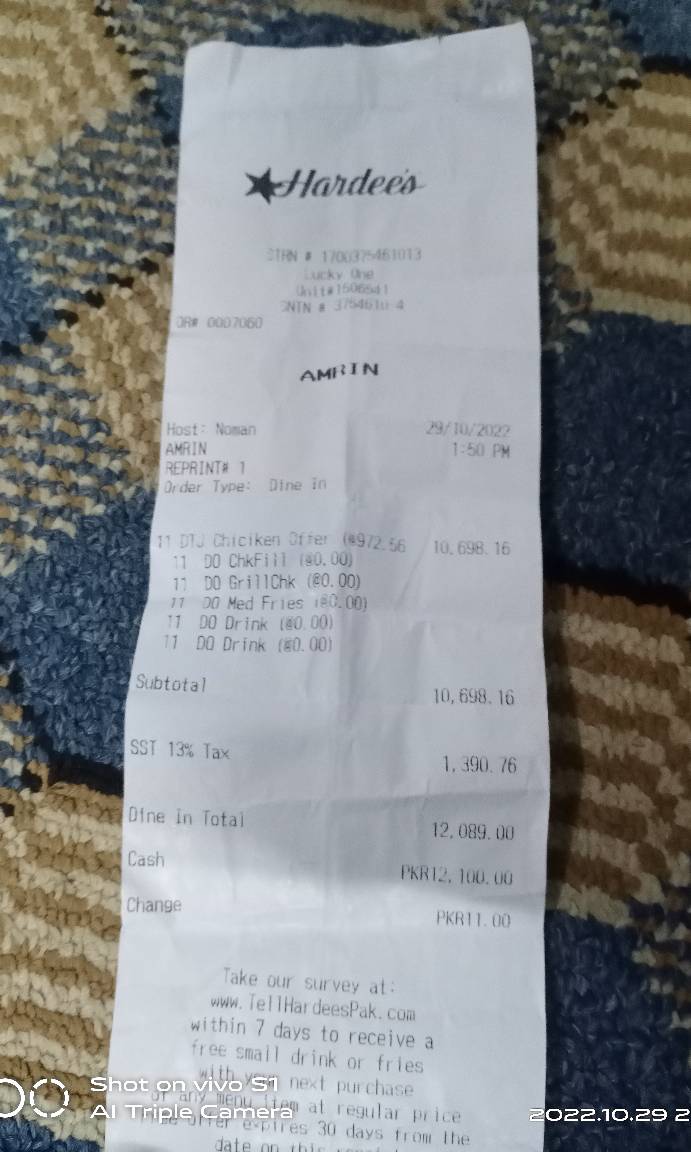 Hardee's
STRN # 1700375461013
Lucky One
Unit#1506541
SNTN # 3754610-4
OR# 0007060
AMRIN
Host: Noman 29/10/2022
AMRIN 1:50 PM
REPRINT# 1
Order Type: Dine in
11 DTJ Chiciken Offer (@972.56 10,698.16
11 DO ChkFill (@0.00)
11 DO GrillChk (@0.00)
11 DO Med Fries (@0.00)
11 DO Drink (@0.00)
11 DO Drink (@0.00)
Subtotal 10,698.16
SST 13% Tax 1,390.76
Dine in Total 12,089.00
Cash PKR12,100.00
Change PKR11.00
Take our survey at:
www.TellHardeesPak.com
within 7 days to receive a
free small drink or fries
with your next purchase
of any menu item at regular price
offer expires 30 days from the
date on this
Shot on vivo S1
AI Triple Camera
2022.10.29 2